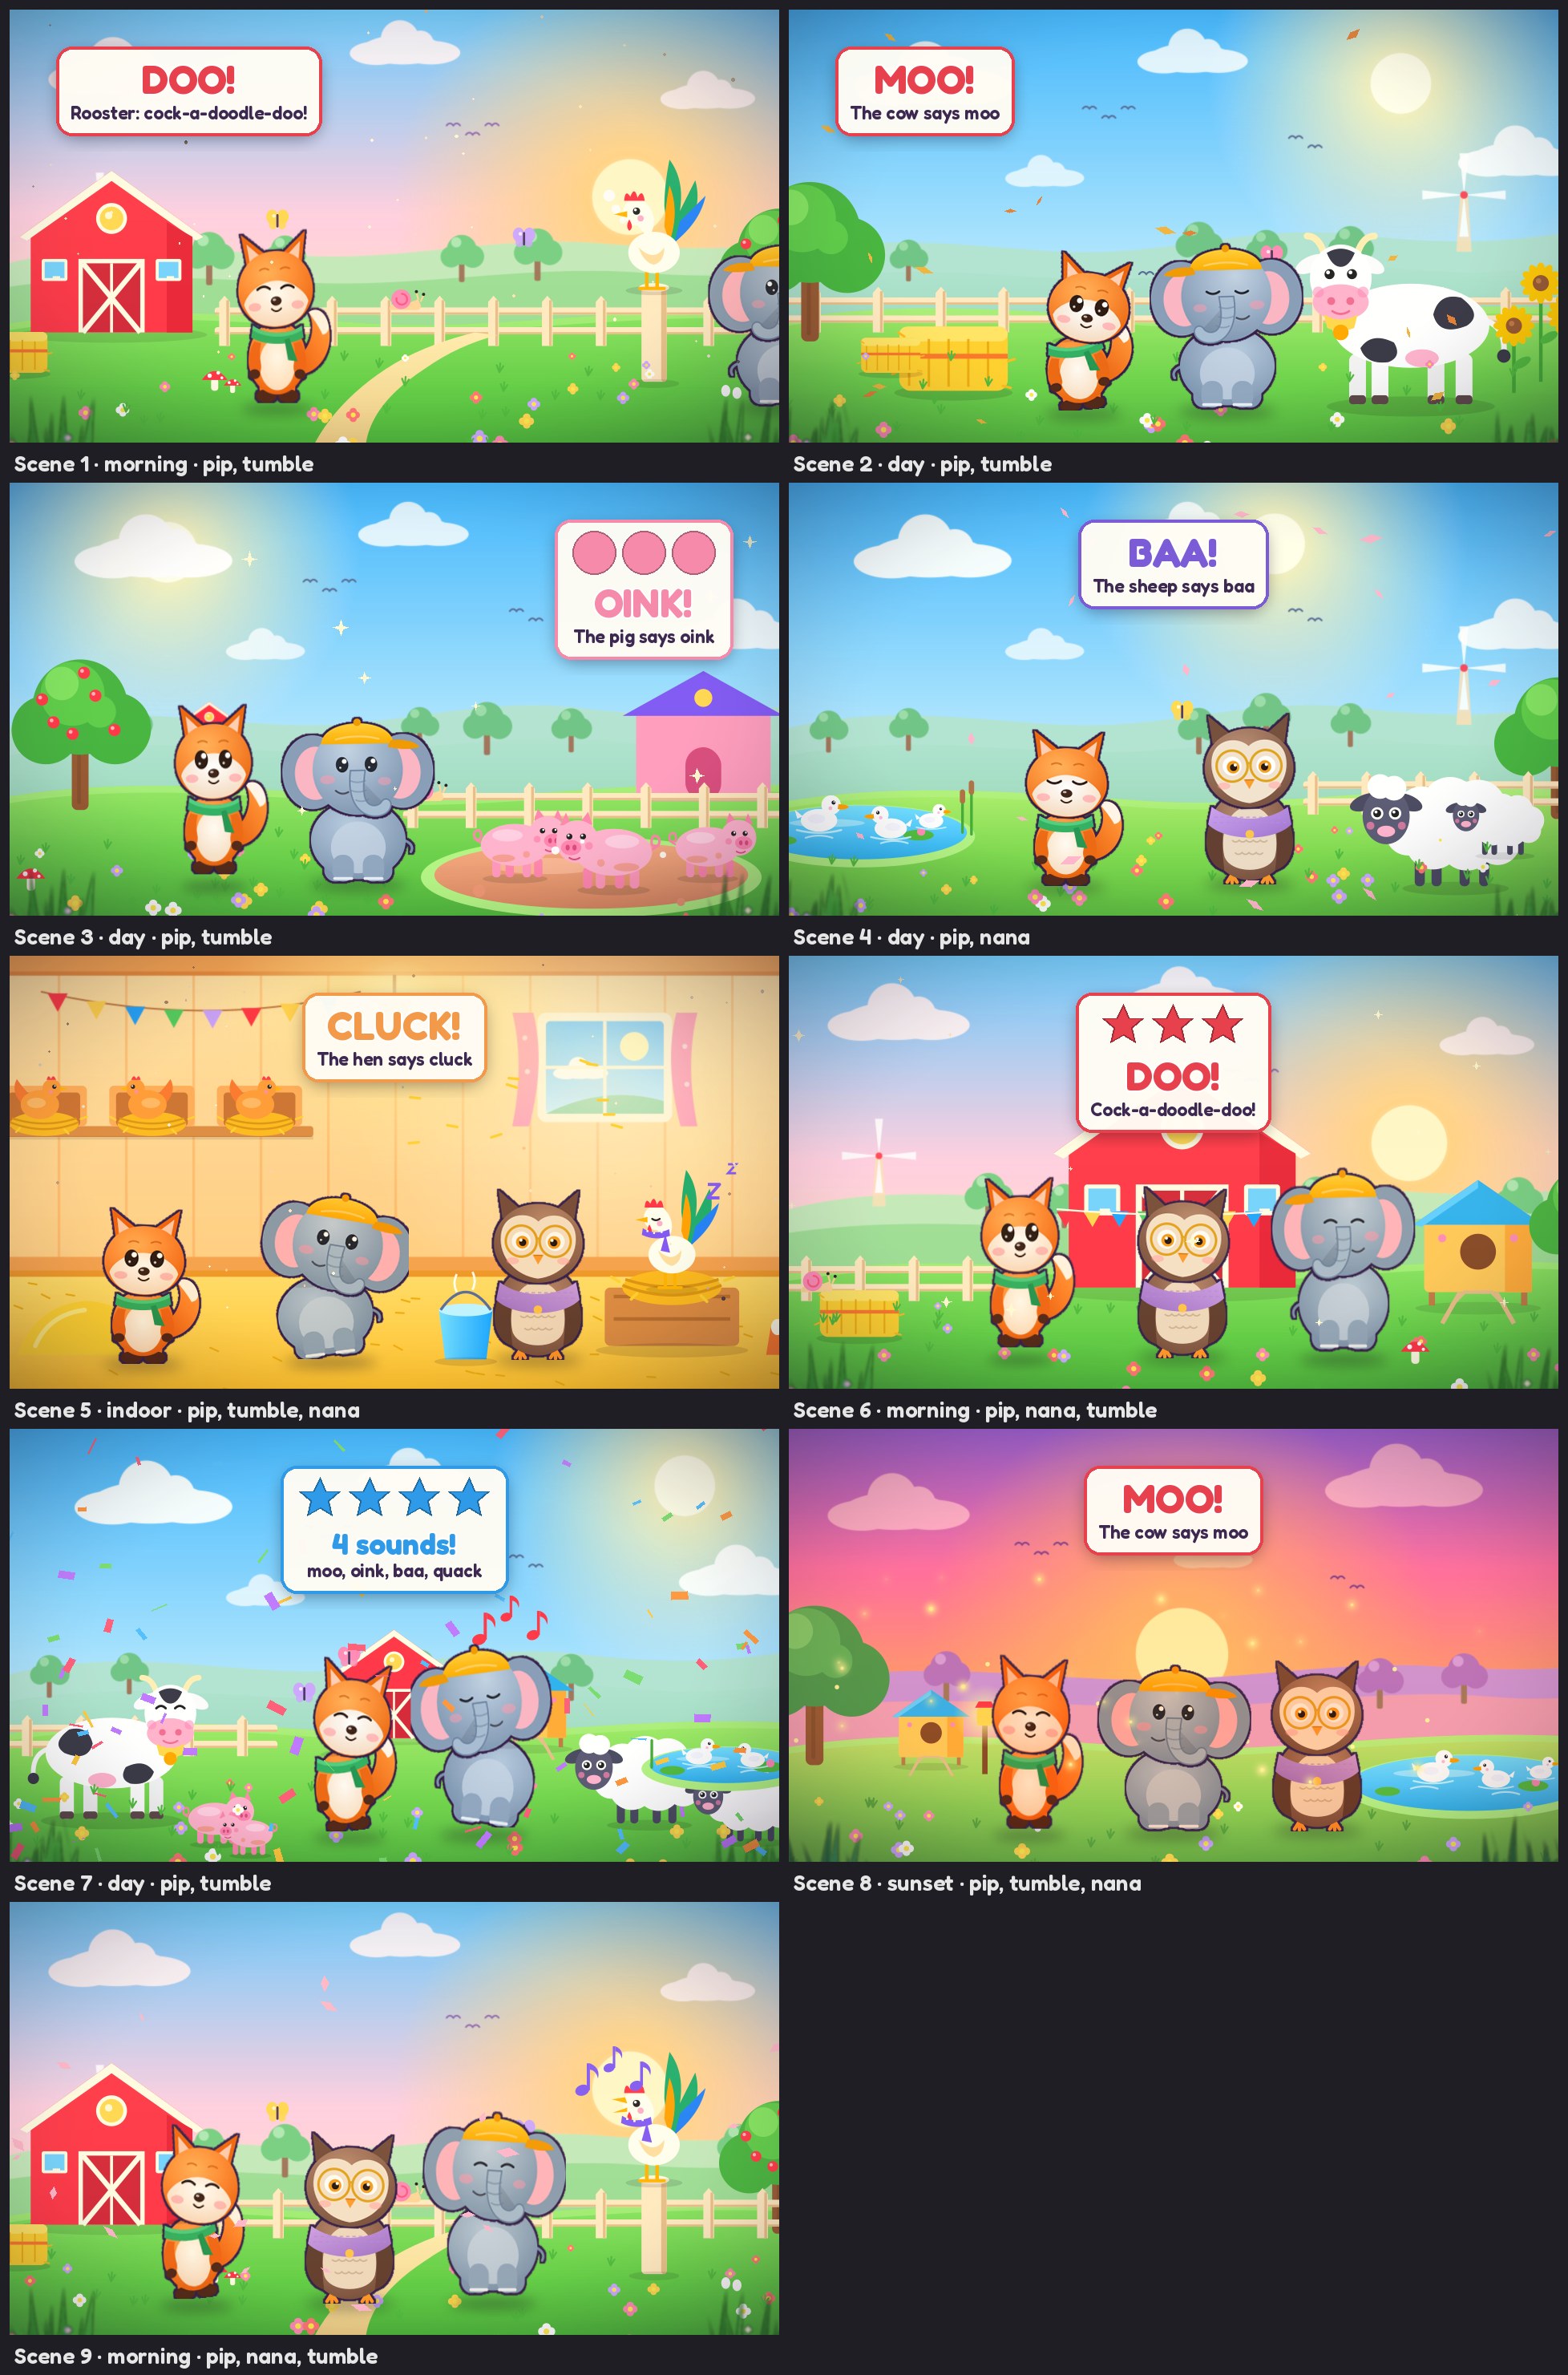 DOO!
Rooster: cock-a-doodle-doo!
Scene 1 · morning · pip, tumble
MOO!
The cow says moo
Scene 2 · day · pip, tumble
OINK!
The pig says oink
Scene 3 · day · pip, tumble
BAA!
The sheep says baa
Scene 4 · day · pip, nana
CLUCK!
The hen says cluck
z
z
Scene 5 · indoor · pip, tumble, nana
DOO!
Cock-a-doodle-doo!
Scene 6 · morning · pip, nana, tumble
4 sounds!
moo, oink, baa, quack
Scene 7 · day · pip, tumble
MOO!
The cow says moo
Scene 8 · sunset · pip, tumble, nana
Scene 9 · morning · pip, nana, tumble